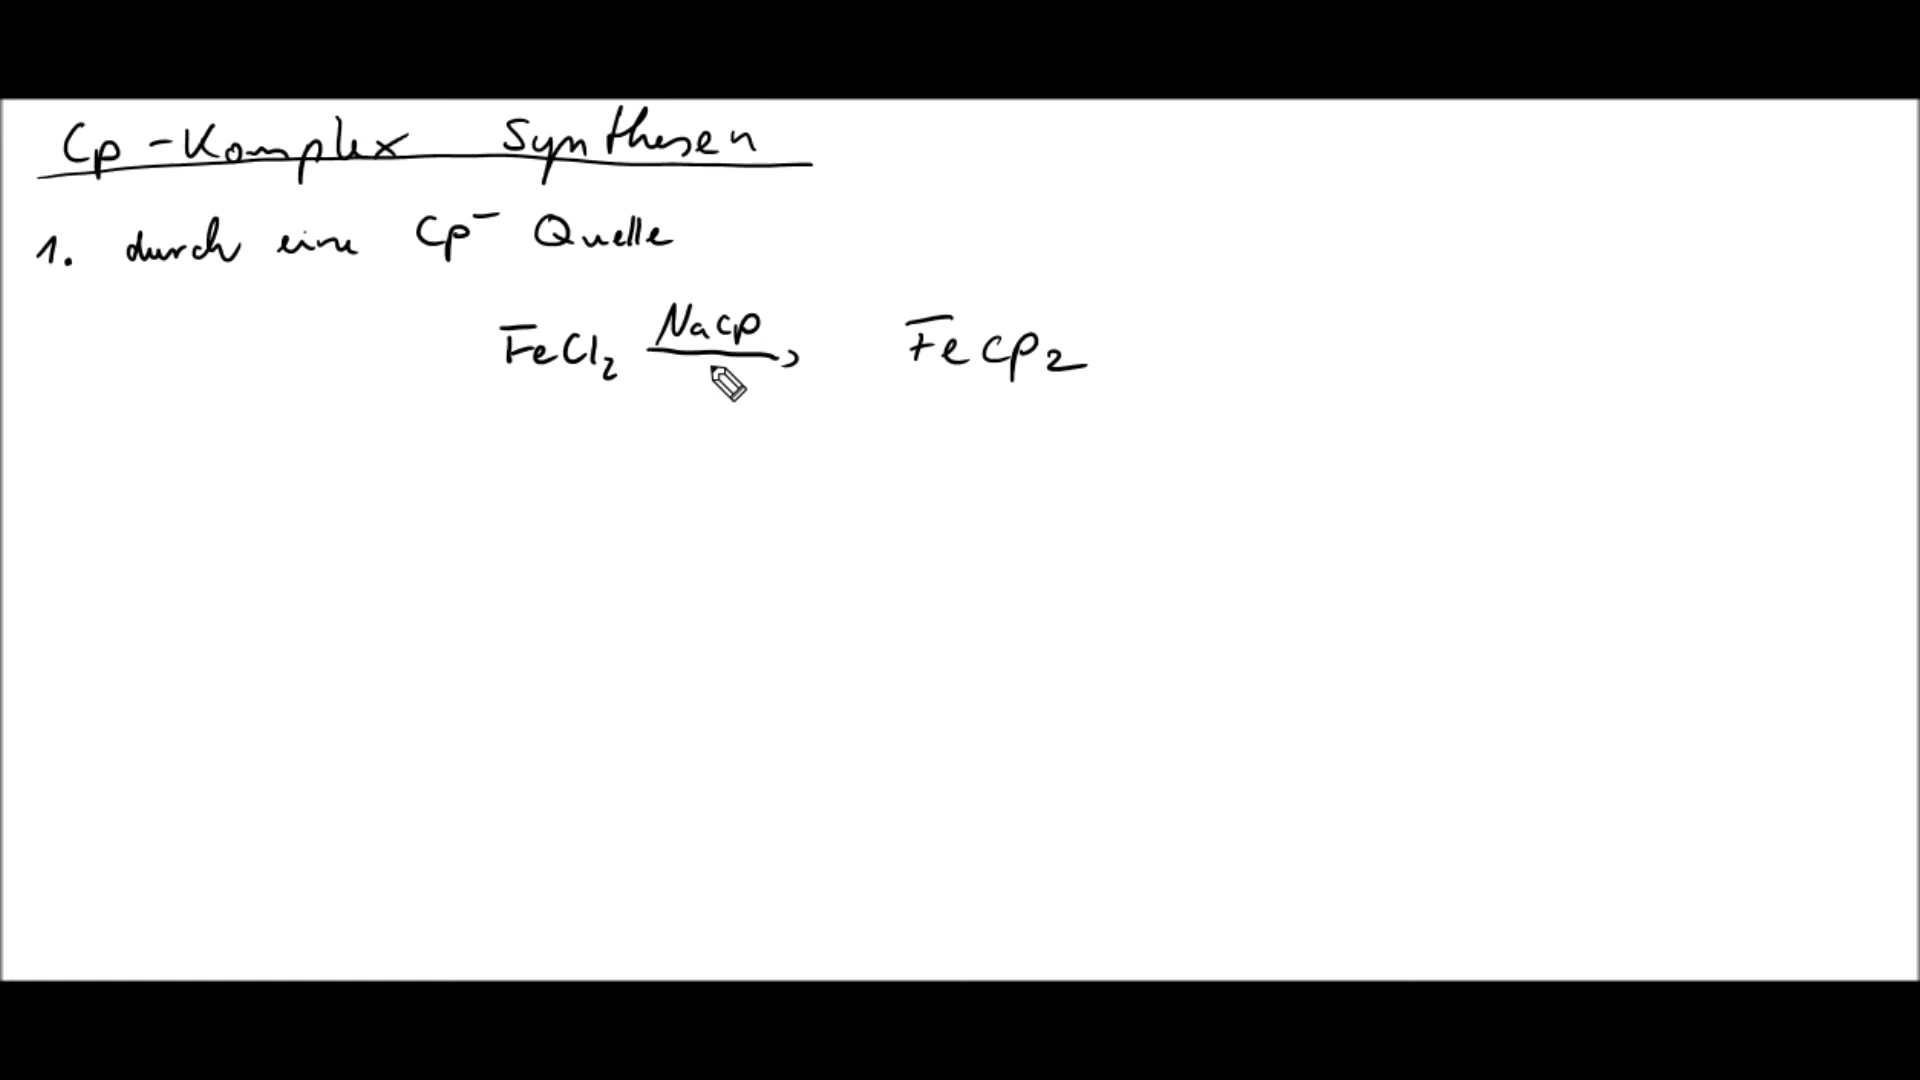 Cp-Komplex Synthesen
1. durch eine Cp⁻ Quelle
FeCl₂ NaCp → FeCp₂